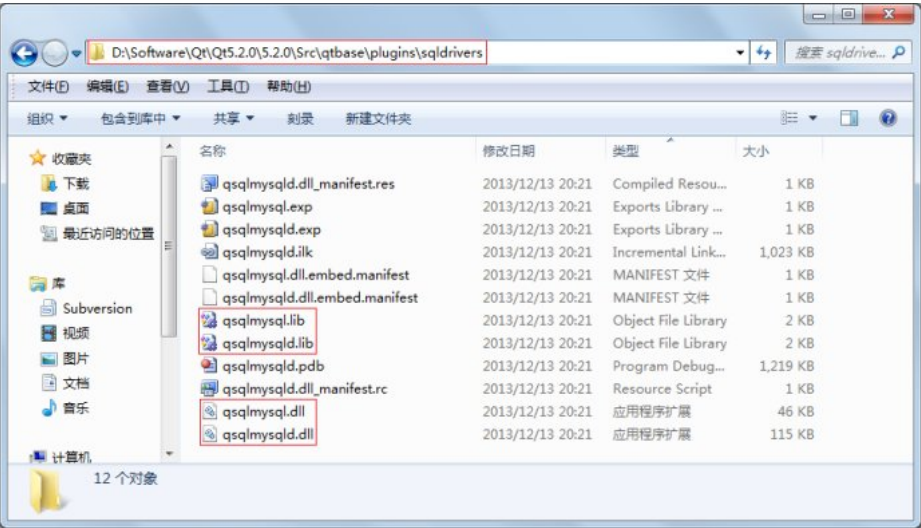 D:\Software\Qt\Qt5.2.0\5.2.0\Src\qtbase\plugins\sqldrivers
搜索 sqldrive...
文件(F) 编辑(E) 查看(V) 工具(T) 帮助(H)
组织 包含到库中 共享 刻录 新建文件夹
名称 修改日期 类型 大小
收藏夹
下载
桌面
最近访问的位置
库
Subversion
视频
图片
文档
音乐
计算机
qsqlmysqld.dll_manifest.res 2013/12/13 20:21 Compiled Resou... 1 KB
qsqlmysql.exp 2013/12/13 20:21 Exports Library ... 1 KB
qsqlmysqld.exp 2013/12/13 20:21 Exports Library ... 1 KB
qsqlmysqld.ilk 2013/12/13 20:21 Incremental Link... 1,023 KB
qsqlmysql.dll.embed.manifest 2013/12/13 20:21 MANIFEST 文件 1 KB
qsqlmysqld.dll.embed.manifest 2013/12/13 20:21 MANIFEST 文件 1 KB
qsqlmysql.lib 2013/12/13 20:21 Object File Library 2 KB
qsqlmysqld.lib 2013/12/13 20:21 Object File Library 2 KB
qsqlmysqld.pdb 2013/12/13 20:21 Program Debug... 1,219 KB
qsqlmysqld.dll_manifest.rc 2013/12/13 20:21 Resource Script 1 KB
qsqlmysql.dll 2013/12/13 20:21 应用程序扩展 46 KB
qsqlmysqld.dll 2013/12/13 20:21 应用程序扩展 115 KB
12 个对象